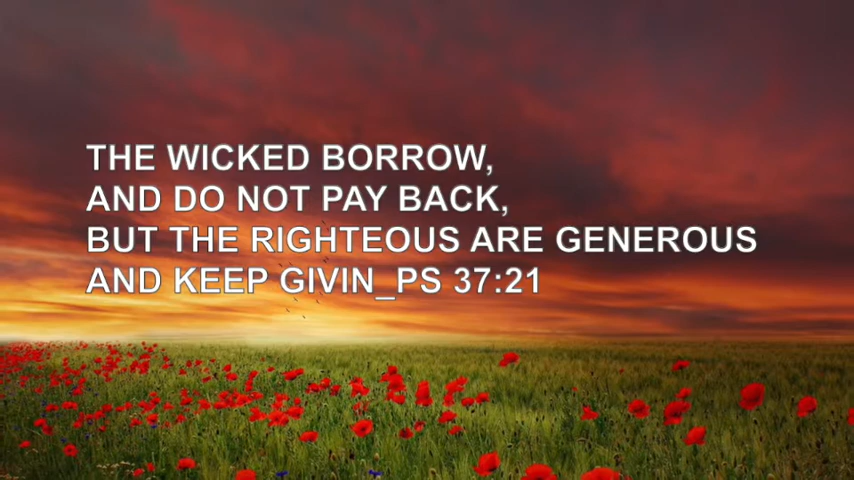 THE WICKED BORROW,
AND DO NOT PAY BACK,
BUT THE RIGHTEOUS ARE GENEROUS
AND KEEP GIVIN_PS 37:21